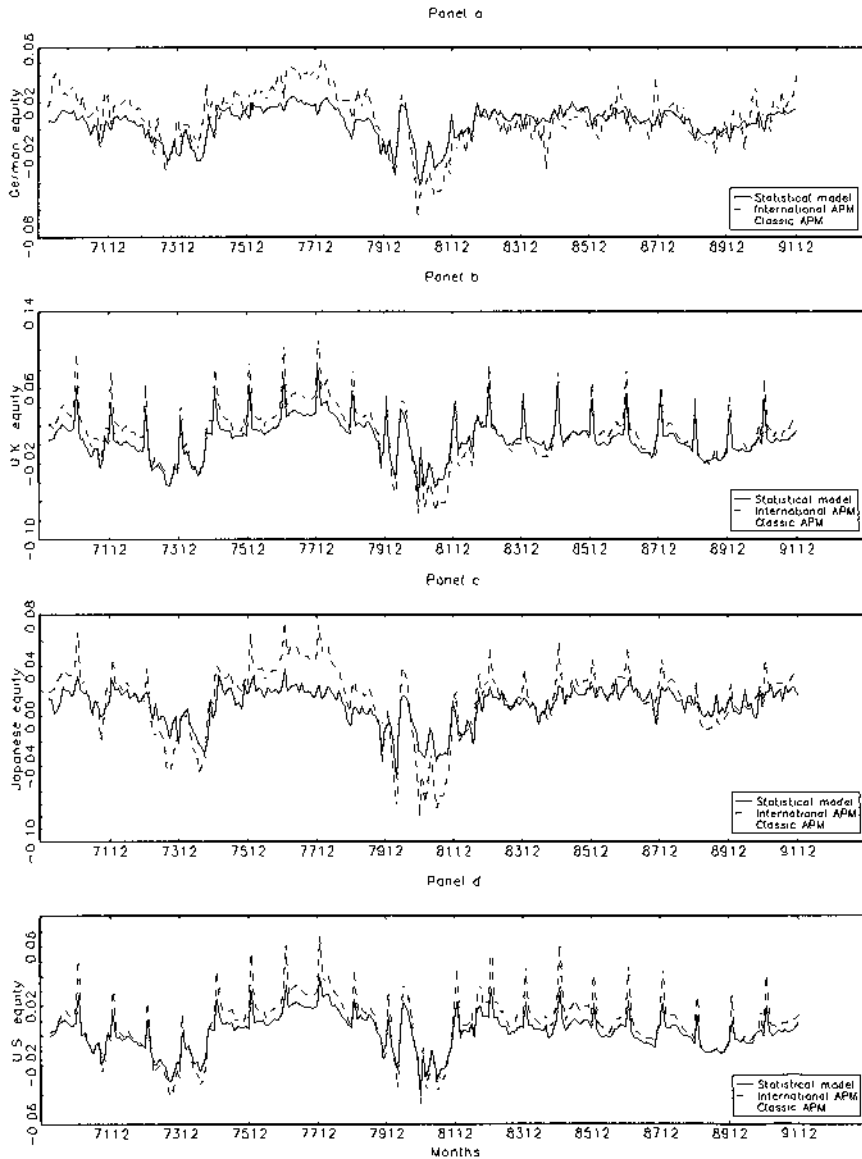 Panel a
German equity
0.06
0.02
-0.02
-0.06
Statistical model
International APM
Classic APM
7112 7312 7512 7712 7912 8112 8312 8512 8712 8912 9112
Panel b
U K equity
0.14
0.06
-0.02
-0.10
Statistical model
International APM
Classic APM
7112 7312 7512 7712 7912 8112 8312 8512 8712 8912 9112
Panel c
Japanese equity
0.08
0.04
0.00
-0.04
-0.10
Statistical model
International APM
Classic APM
7112 7312 7512 7712 7912 8112 8312 8512 8712 8912 9112
Panel d
U S equity
0.06
0.02
-0.02
-0.06
Statistical model
International APM
Classic APM
7112 7312 7512 7712 7912 8112 8312 8512 8712 8912 9112
Months